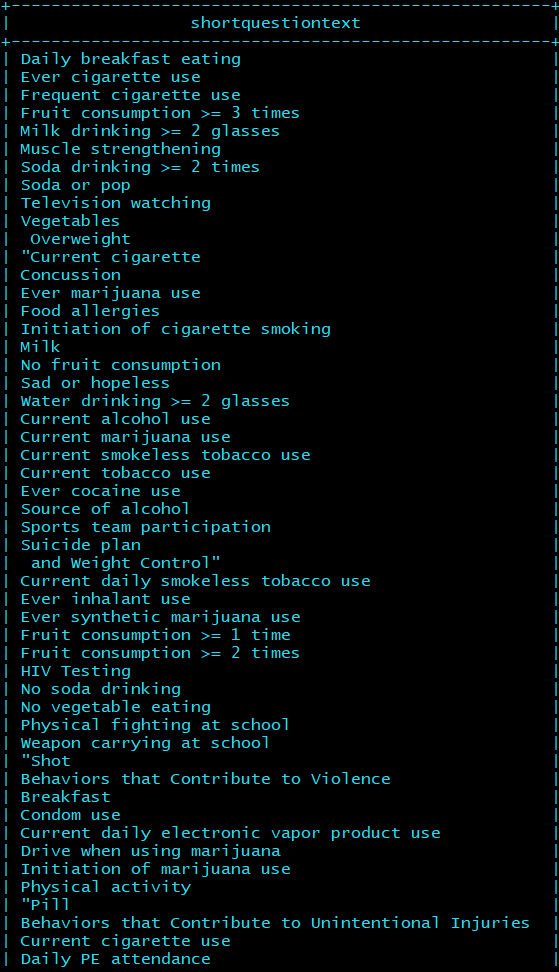 +------------------------------------------------------+
| shortquestiontext |
+------------------------------------------------------+
| Daily breakfast eating |
| Ever cigarette use |
| Frequent cigarette use |
| Fruit consumption >= 3 times |
| Milk drinking >= 2 glasses |
| Muscle strengthening |
| Soda drinking >= 2 times |
| Soda or pop |
| Television watching |
| Vegetables |
| Overweight |
| "Current cigarette |
| Concussion |
| Ever marijuana use |
| Food allergies |
| Initiation of cigarette smoking |
| Milk |
| No fruit consumption |
| Sad or hopeless |
| Water drinking >= 2 glasses |
| Current alcohol use |
| Current marijuana use |
| Current smokeless tobacco use |
| Current tobacco use |
| Ever cocaine use |
| Source of alcohol |
| Sports team participation |
| Suicide plan |
| and Weight Control" |
| Current daily smokeless tobacco use |
| Ever inhalant use |
| Ever synthetic marijuana use |
| Fruit consumption >= 1 time |
| Fruit consumption >= 2 times |
| HIV Testing |
| No soda drinking |
| No vegetable eating |
| Physical fighting at school |
| Weapon carrying at school |
| "Shot |
| Behaviors that Contribute to Violence |
| Breakfast |
| Condom use |
| Current daily electronic vapor product use |
| Drive when using marijuana |
| Initiation of marijuana use |
| Physical activity |
| "Pill |
| Behaviors that Contribute to Unintentional Injuries |
| Current cigarette use |
| Daily PE attendance |